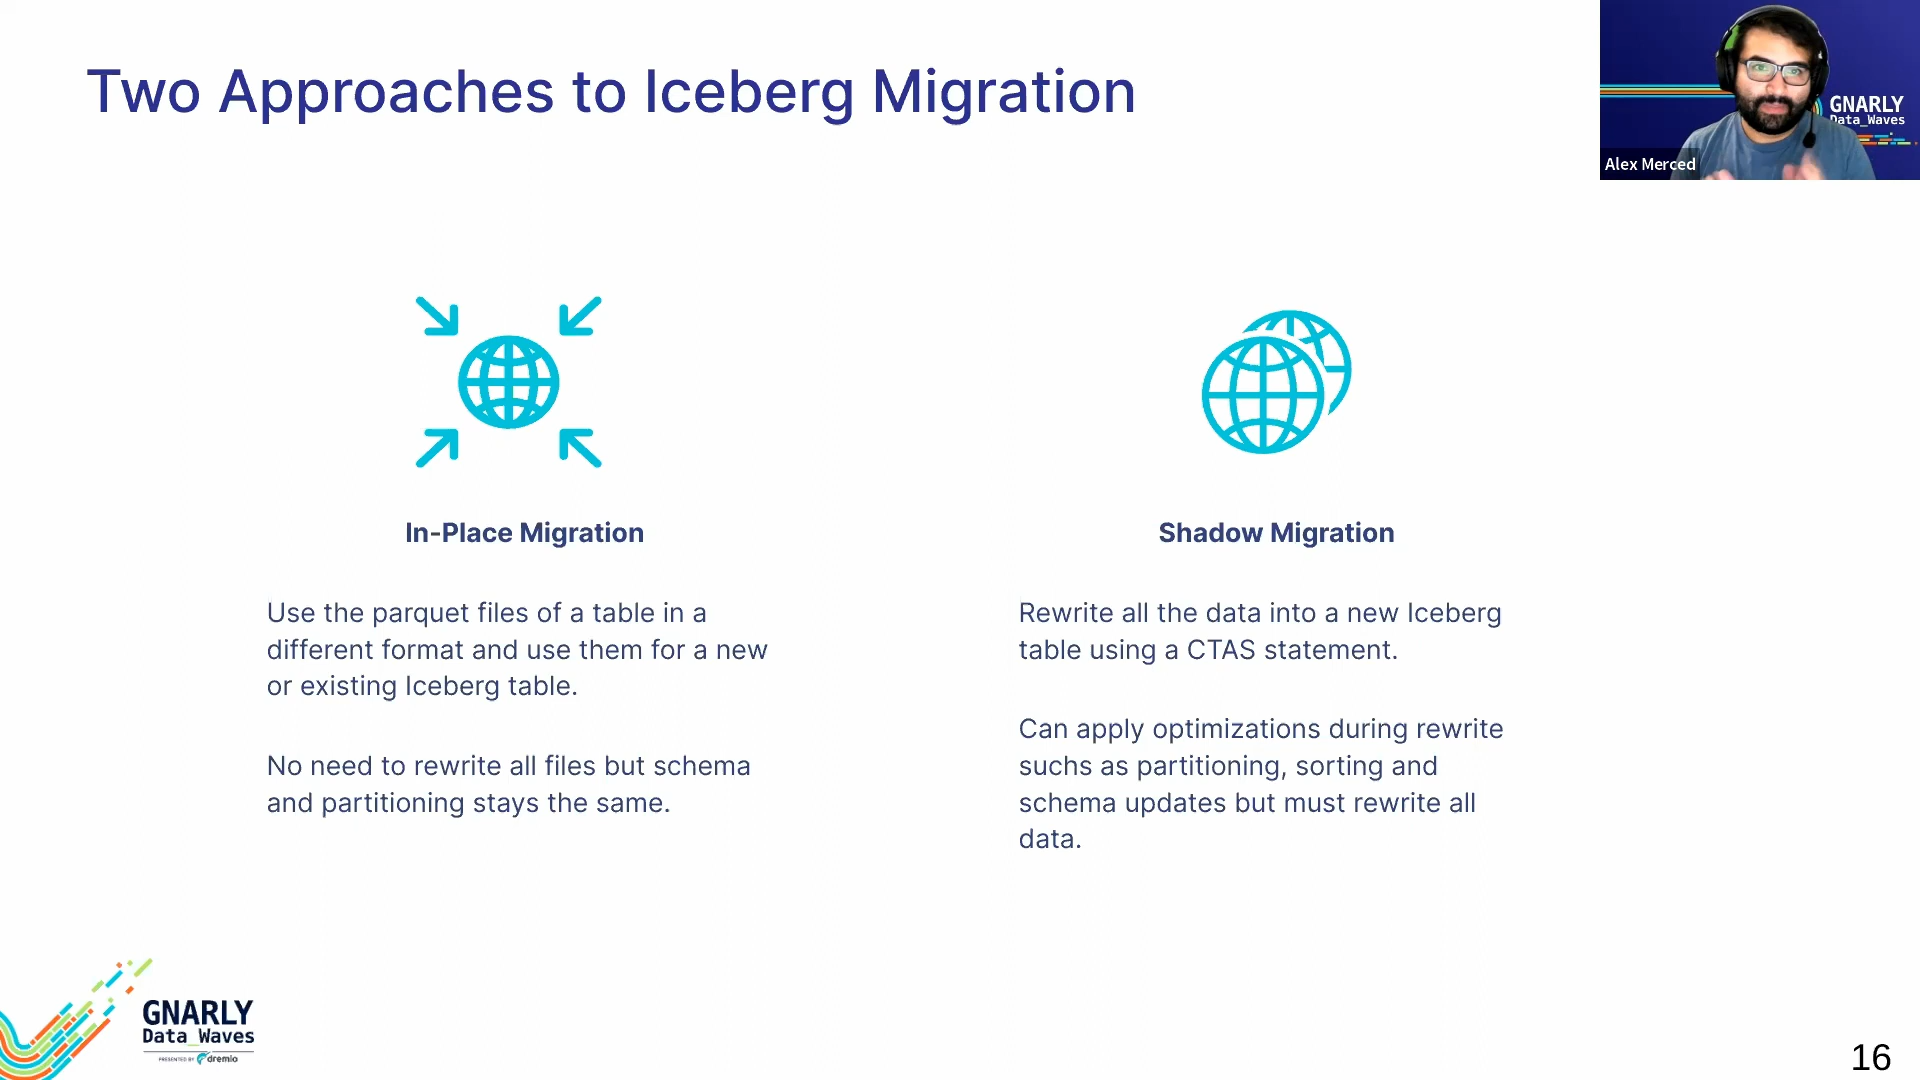 Two Approaches to Iceberg Migration
GNARLY
Data_Waves
Alex Merced
In-Place Migration
Use the parquet files of a table in a
different format and use them for a new
or existing Iceberg table.
No need to rewrite all files but schema
and partitioning stays the same.
Shadow Migration
Rewrite all the data into a new Iceberg
table using a CTAS statement.
Can apply optimizations during rewrite
suchs as partitioning, sorting and
schema updates but must rewrite all
data.
GNARLY
Data_Waves
PRESENTED BY dremio
16